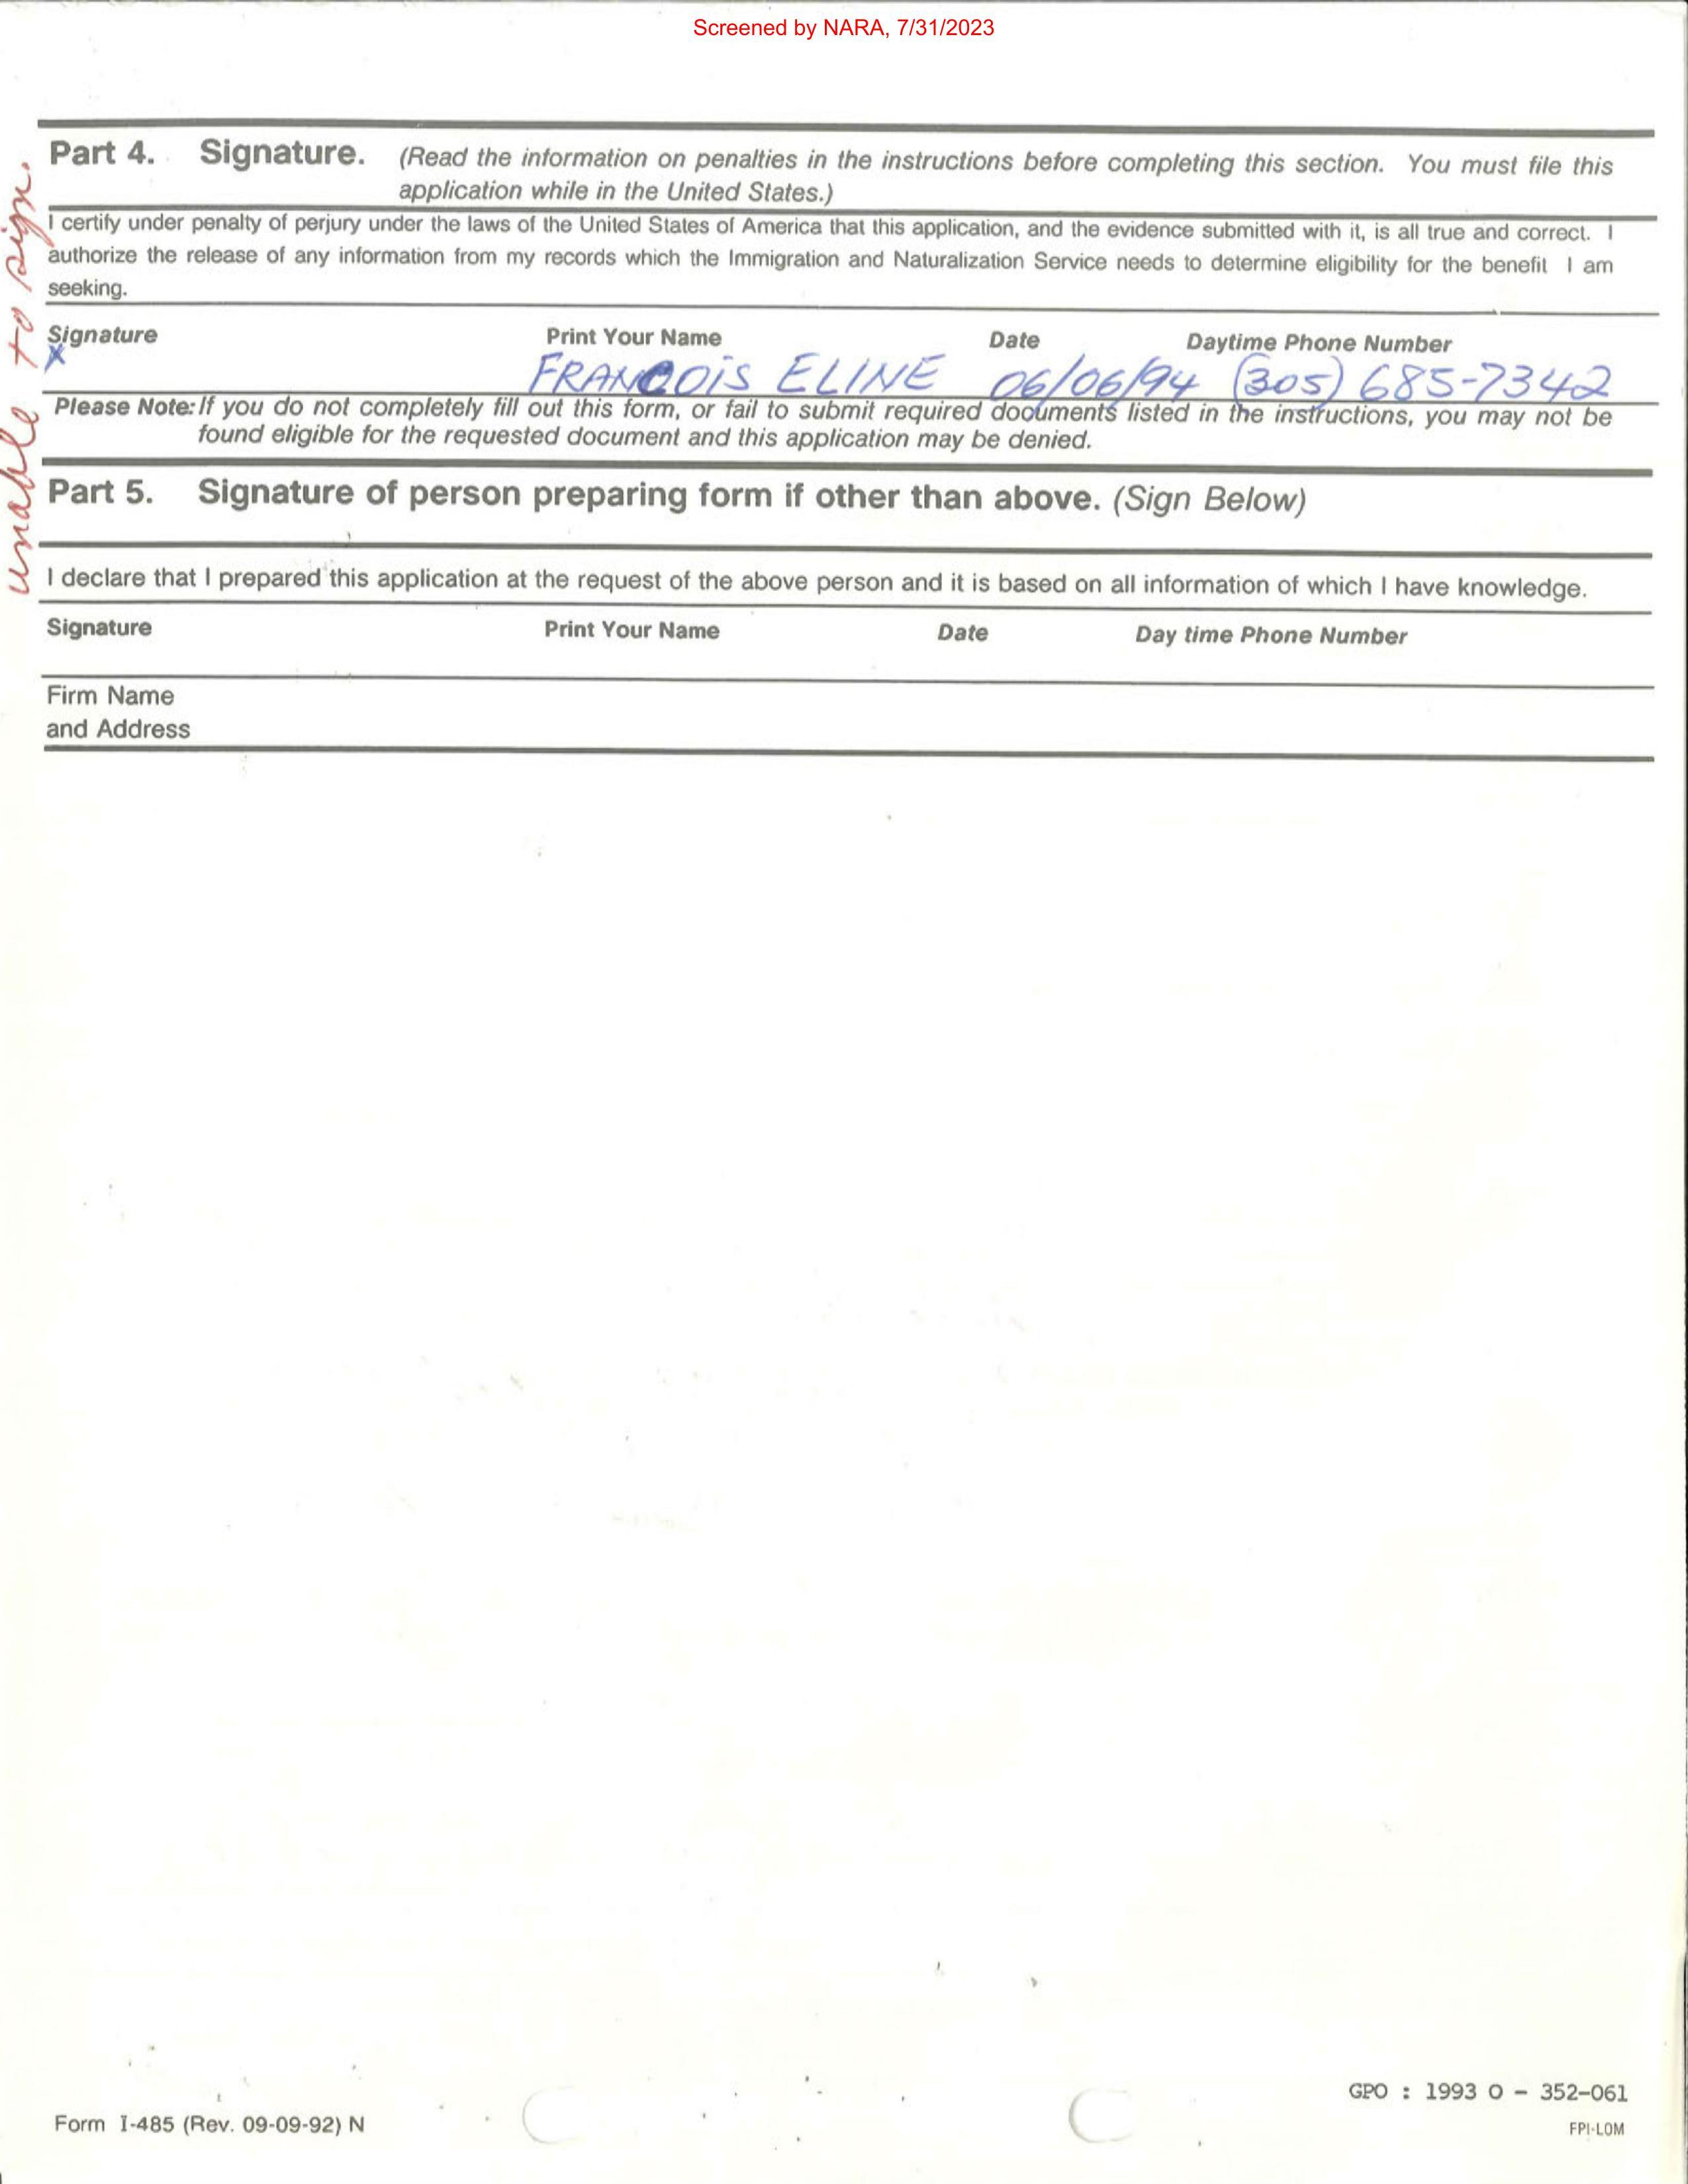 Screened by NARA, 7/31/2023
Part 4. Signature. (Read the information on penalties in the instructions before completing this section. You must file this
application while in the United States.)
I certify under penalty of perjury under the laws of the United States of America that this application, and the evidence submitted with it, is all true and correct. I
authorize the release of any information from my records which the Immigration and Naturalization Service needs to determine eligibility for the benefit I am
seeking.
Signature Print Your Name Date Daytime Phone Number
X FRANCOIS ELINE 06/06/94 (305) 685-7342
Please Note: If you do not completely fill out this form, or fail to submit required documents listed in the instructions, you may not be
found eligible for the requested document and this application may be denied.
unable to sign.
Part 5. Signature of person preparing form if other than above. (Sign Below)
I declare that I prepared this application at the request of the above person and it is based on all information of which I have knowledge.
Signature Print Your Name Date Day time Phone Number
Firm Name
and Address
GPO : 1993 O - 352-061
Form I-485 (Rev. 09-09-92) N
FPI-LOM